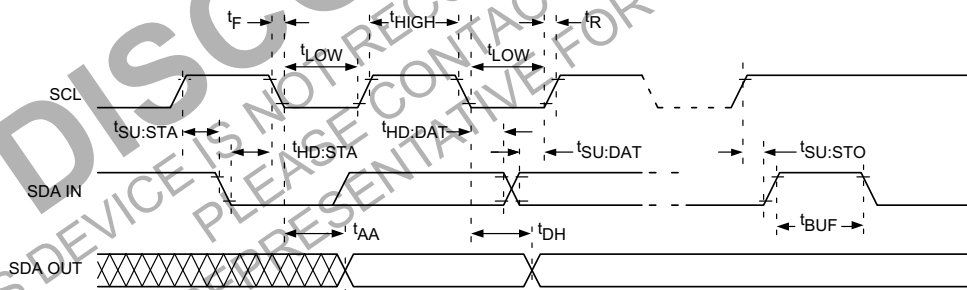 tF tHIGH tR
tLOW tLOW
SCL
tSU:STA tHD:STA tHD:DAT tSU:DAT tSU:STO
SDA IN
tBUF
tAA tDH
SDA OUT
DISCO
DEVICE IS NOT REC
PLEASE CONTAC
REPRESENTATIVE FOR